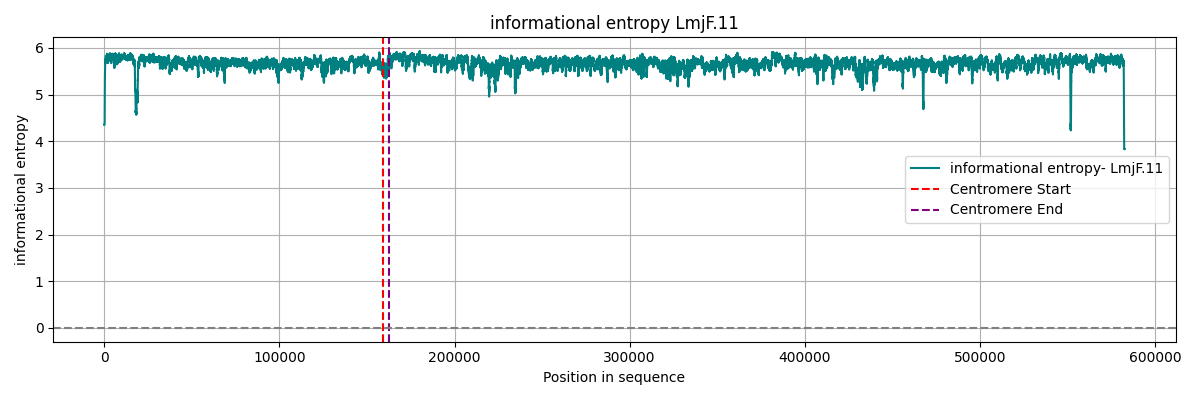 informational entropy LmjF.11
informational entropy
6
5
4
3
2
1
0
informational entropy- LmjF.11
Centromere Start
Centromere End
0 100000 200000 300000 400000 500000 600000
Position in sequence